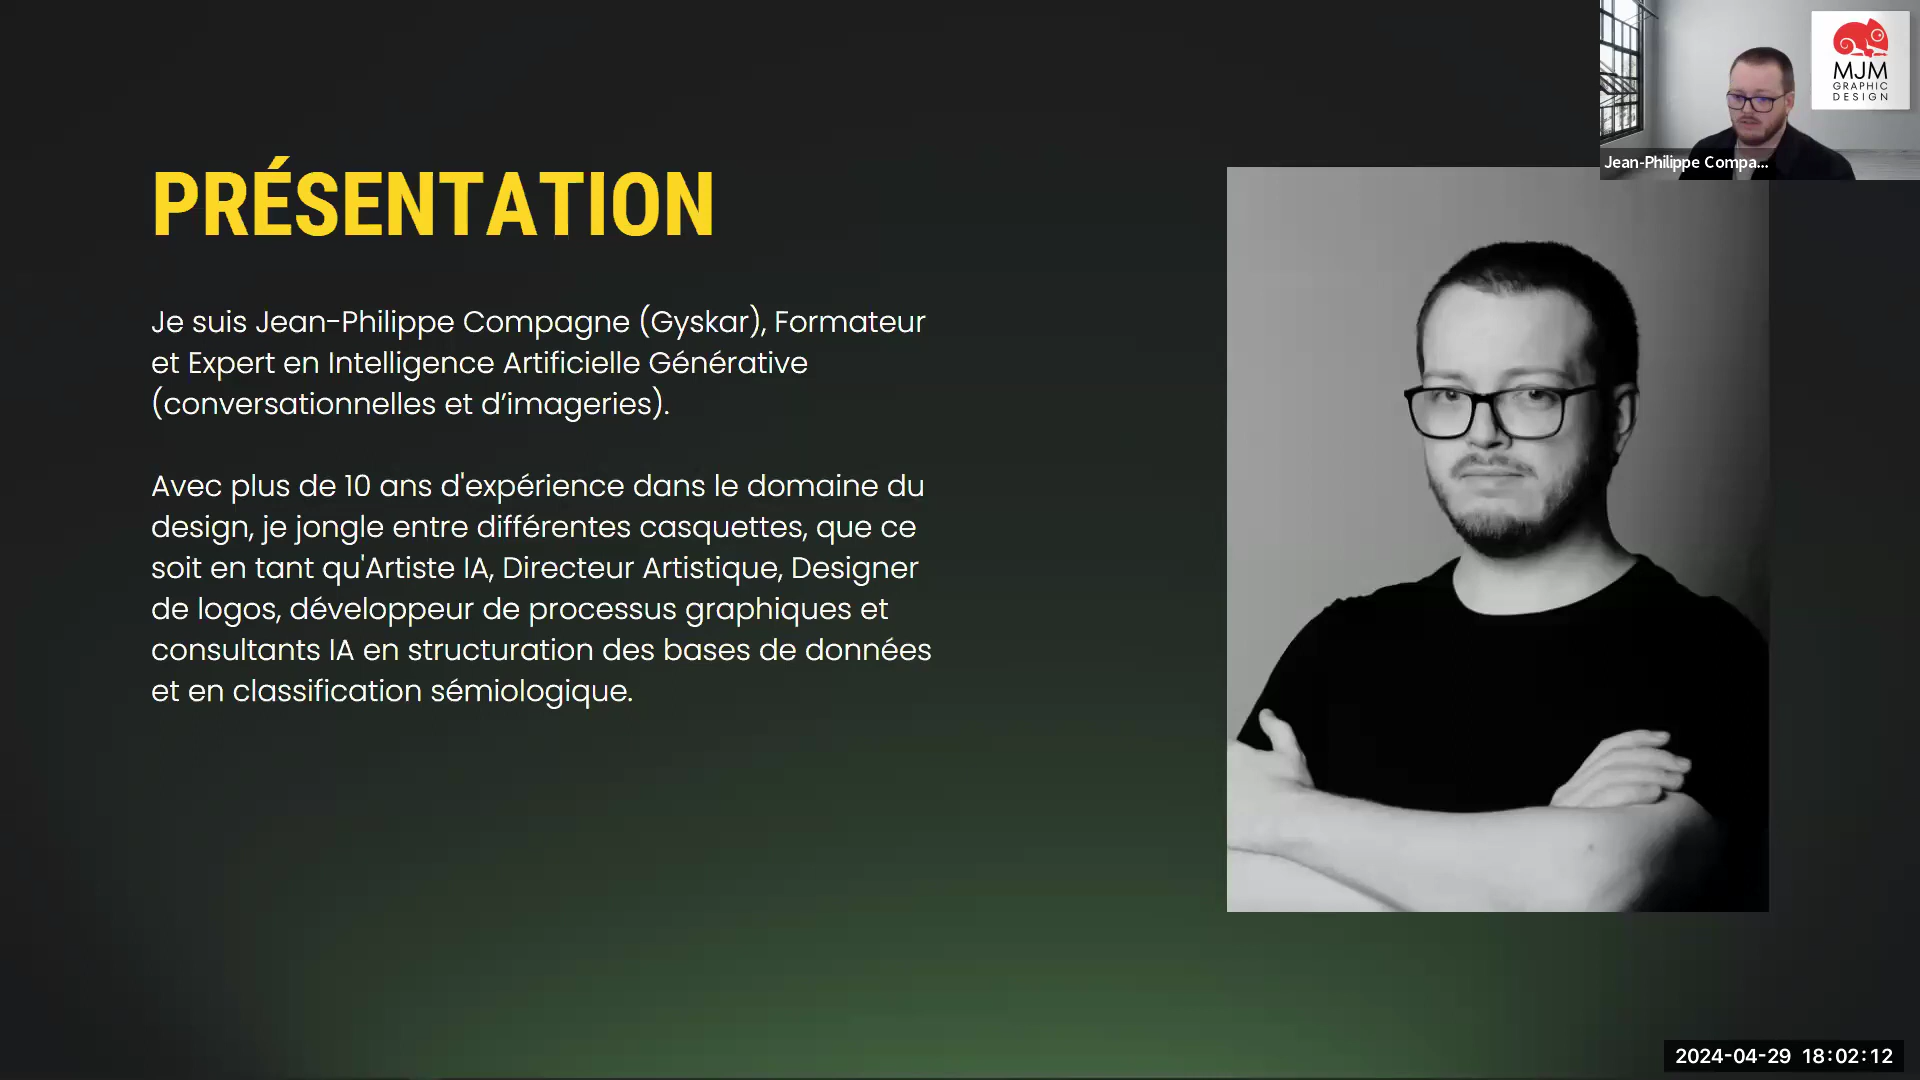 PRÉSENTATION
Je suis Jean-Philippe Compagne (Gyskar), Formateur
et Expert en Intelligence Artificielle Générative
(conversationnelles et d’imageries).
Avec plus de 10 ans d'expérience dans le domaine du
design, je jongle entre différentes casquettes, que ce
soit en tant qu'Artiste IA, Directeur Artistique, Designer
de logos, développeur de processus graphiques et
consultants IA en structuration des bases de données
et en classification sémiologique.
MJM
GRAPHIC
DESIGN
Jean-Philippe Compa...
2024-04-29 18:02:12